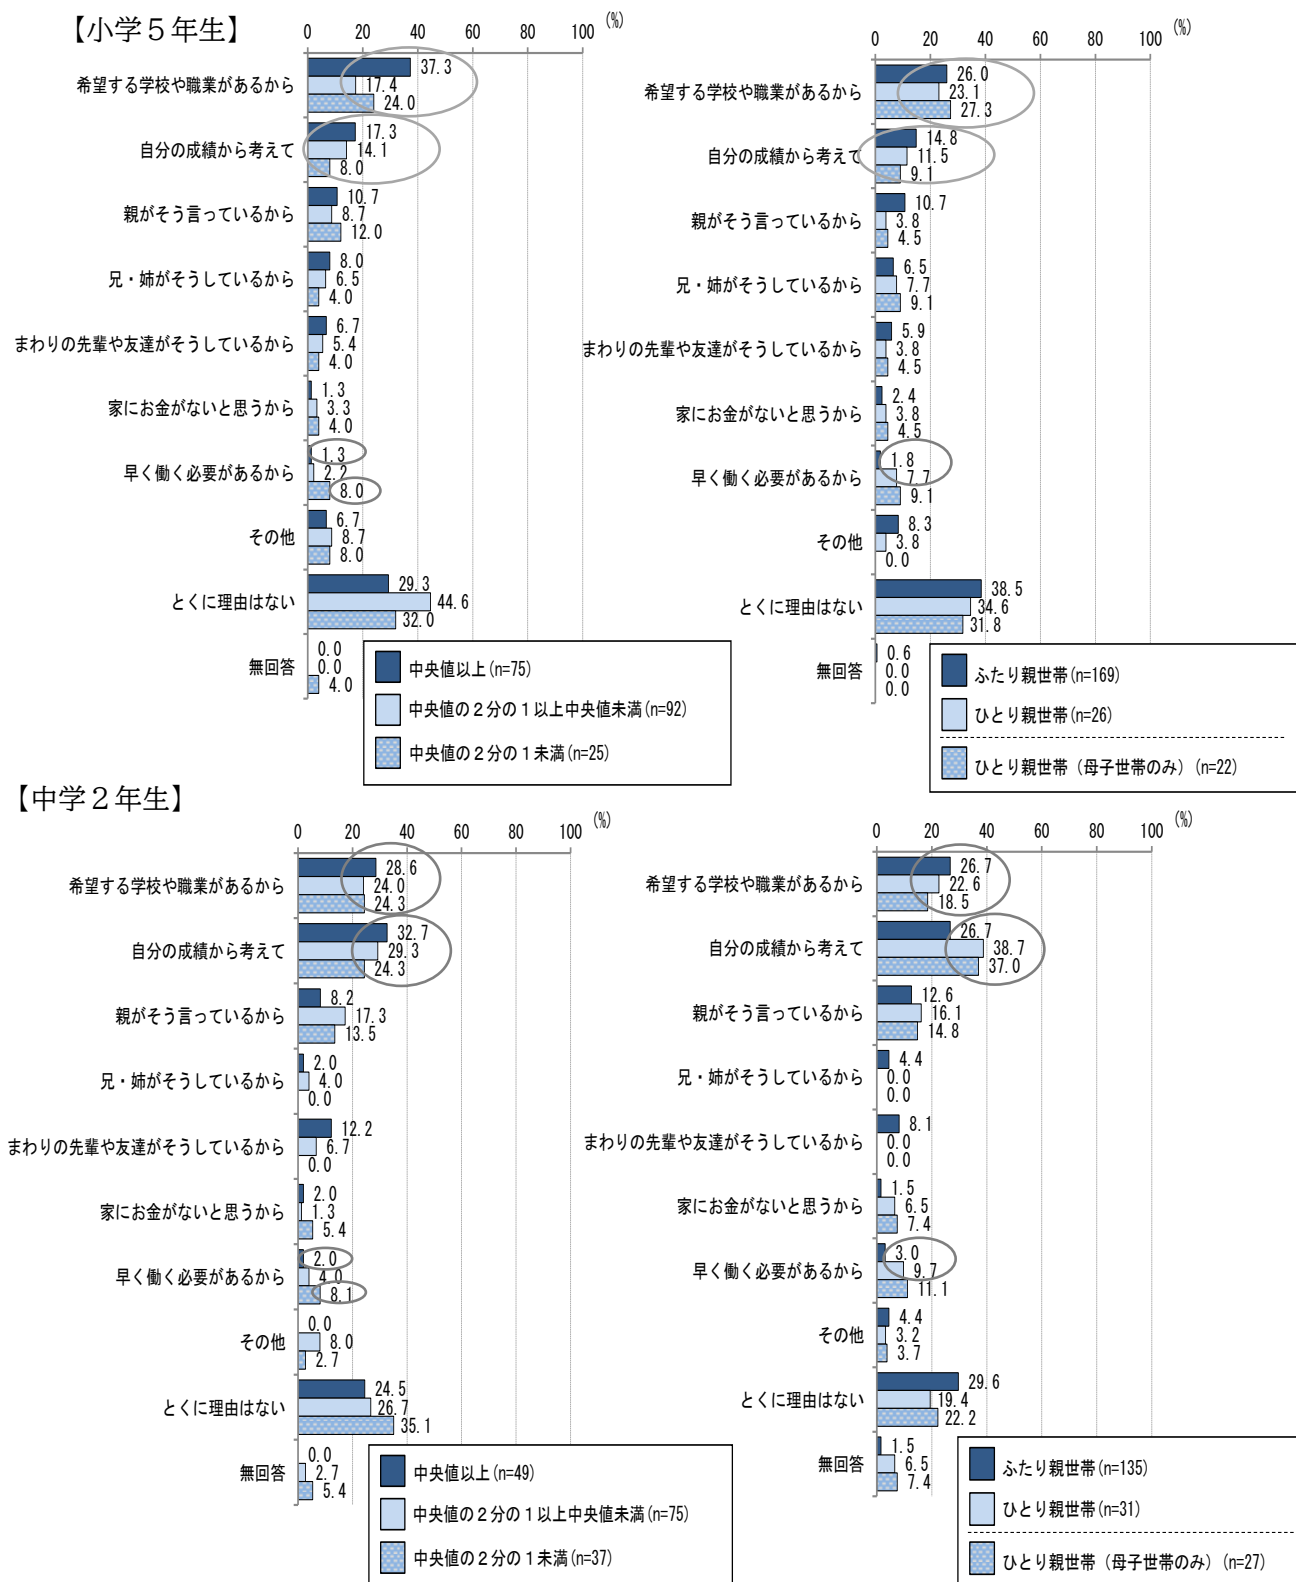 【小学５年生】
0 20 40 60 80 100 (%)
希望する学校や職業があるから
37.3
17.4
24.0
自分の成績から考えて
17.3
14.1
8.0
親がそう言っているから
10.7
8.7
12.0
兄・姉がそうしているから
8.0
6.5
4.0
まわりの先輩や友達がそうしているから
6.7
5.4
4.0
家にお金がないと思うから
1.3
3.3
4.0
早く働く必要があるから
1.3
2.2
8.0
その他
6.7
8.7
8.0
とくに理由はない
29.3
44.6
32.0
無回答
0.0
0.0
4.0
中央値以上(n=75)
中央値の２分の１以上中央値未満(n=92)
中央値の２分の１未満(n=25)
0 20 40 60 80 100 (%)
希望する学校や職業があるから
26.0
23.1
27.3
自分の成績から考えて
14.8
11.5
9.1
親がそう言っているから
10.7
3.8
4.5
兄・姉がそうしているから
6.5
7.7
9.1
まわりの先輩や友達がそうしているから
5.9
3.8
4.5
家にお金がないと思うから
2.4
3.8
4.5
早く働く必要があるから
1.8
7.7
9.1
その他
8.3
3.8
0.0
とくに理由はない
38.5
34.6
31.8
無回答
0.6
0.0
0.0
ふたり親世帯(n=169)
ひとり親世帯(n=26)
ひとり親世帯（母子世帯のみ）(n=22)
【中学２年生】
0 20 40 60 80 100 (%)
希望する学校や職業があるから
28.6
24.0
24.3
自分の成績から考えて
32.7
29.3
24.3
親がそう言っているから
8.2
17.3
13.5
兄・姉がそうしているから
2.0
4.0
0.0
まわりの先輩や友達がそうしているから
12.2
6.7
0.0
家にお金がないと思うから
2.0
1.3
5.4
早く働く必要があるから
2.0
4.0
8.1
その他
0.0
8.0
2.7
とくに理由はない
24.5
26.7
35.1
無回答
0.0
2.7
5.4
中央値以上(n=49)
中央値の２分の１以上中央値未満(n=75)
中央値の２分の１未満(n=37)
0 20 40 60 80 100 (%)
希望する学校や職業があるから
26.7
22.6
18.5
自分の成績から考えて
26.7
38.7
37.0
親がそう言っているから
12.6
16.1
14.8
兄・姉がそうしているから
4.4
0.0
0.0
まわりの先輩や友達がそうしているから
8.1
0.0
0.0
家にお金がないと思うから
1.5
6.5
7.4
早く働く必要があるから
3.0
9.7
11.1
その他
4.4
3.2
3.7
とくに理由はない
29.6
19.4
22.2
無回答
1.5
6.5
7.4
ふたり親世帯(n=135)
ひとり親世帯(n=31)
ひとり親世帯（母子世帯のみ）(n=27)